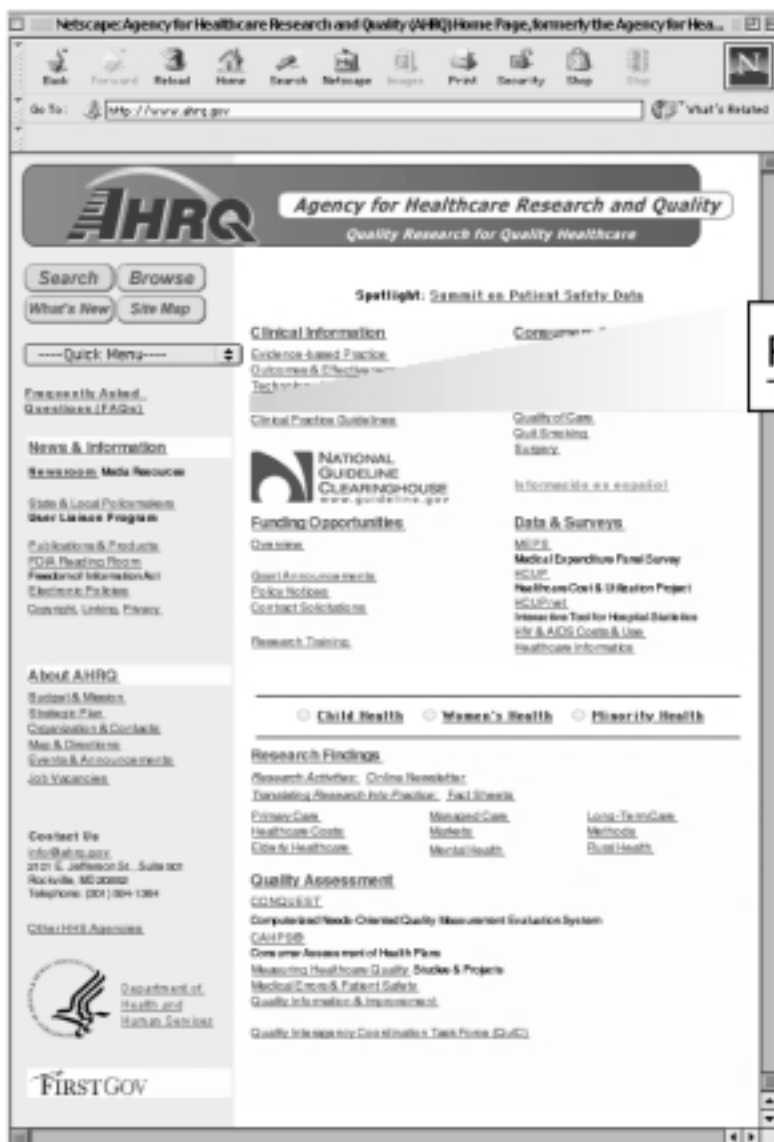 Netscape: Agency for Healthcare Research and Quality (AHRQ) Home Page, formerly the Agency for Hea...
Back Forward Reload Home Search Netscape Images Print Security Shop Stop
Go To: http://www.ahrq.gov What's Related
AHRQ
Agency for Healthcare Research and Quality
Quality Research for Quality Healthcare
Search Browse
What's New Site Map
----Quick Menu----
Frequently Asked
Questions (FAQs)
News & Information
Newsroom Media Resources
State & Local Policymakers
User Liaison Program
Publications & Products
FOIA Reading Room
Freedom of Information Act
Electronic Policies
Copyright, Linking, Privacy
About AHRQ
Budget & Mission
Strategic Plan
Organization & Contacts
Map & Directions
Events & Announcements
Job Vacancies
Contact Us
info@ahrq.gov
2101 E. Jefferson St., Suite 501
Rockville, MD 20852
Telephone: (301) 594-1364
Other HHS Agencies
Department of
Health and
Human Services
FIRSTGOV
Spotlight: Summit on Patient Safety Data
Clinical Information
Evidence-based Practice
Outcomes & Effectiveness
Clinical Practice Guidelines
NATIONAL
GUIDELINE
CLEARINGHOUSE
www.guideline.gov
Quality of Care
Quit Smoking
Surgery
Información en español
Funding Opportunities
Overview
Grant Announcements
Policy Notices
Contract Solicitations
Research Training
Data & Surveys
MEPS
Medical Expenditure Panel Survey
HCUP
Healthcare Cost & Utilization Project
HCUPnet
Interactive Tool for Hospital Statistics
HIV & AIDS Costs & Use
Healthcare Informatics
Child Health Women's Health Minority Health
Research Findings
Research Activities: Online Newsletter
Translating Research Into Practice: Fact Sheets
Primary Care Managed Care Long-Term Care
Healthcare Costs Markets Methods
Elderly Healthcare Mental Health Rural Health
Quality Assessment
CONQUEST
Computerized Needs-Oriented Quality Measurement Evaluation System
CAHPS®
Consumer Assessment of Health Plans
Measuring Healthcare Quality Studies & Projects
Medical Errors & Patient Safety
Quality Information & Improvement
Quality Interagency Coordination Task Force (QuIC)